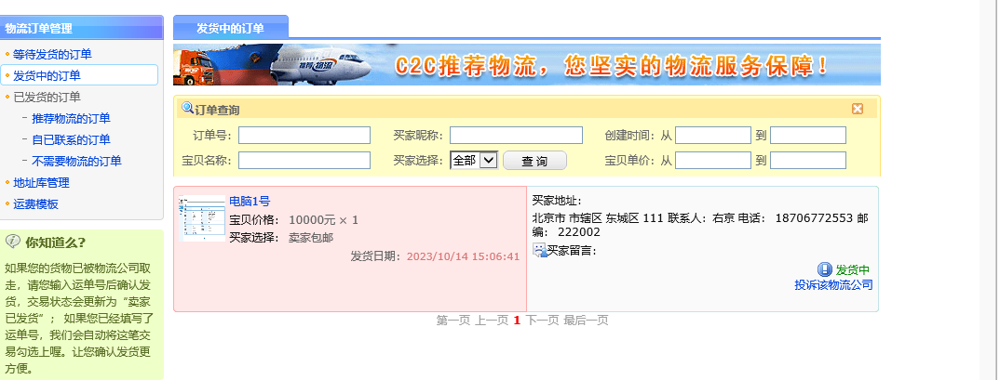 物流订单管理
等待发货的订单
发货中的订单
已发货的订单
推荐物流的订单
自已联系的订单
不需要物流的订单
地址库管理
运费模板
你知道么?
如果您的货物已被物流公司取
走，请您输入运单号后确认发
货，交易状态会更新为“卖家
已发货”； 如果您已经填写了
运单号，我们会自动将这笔交
易勾选上喔。让您确认发货更
方便。
发货中的订单
推荐 物流
C2C推荐物流，您坚实的物流服务保障！
订单查询
订单号： 买家昵称： 创建时间：从 到
宝贝名称： 买家选择： 全部 查 询 宝贝单价：从 到
电脑1号
宝贝价格： 10000元 × 1
买家选择： 卖家包邮
发货日期：2023/10/14 15:06:41
买家地址：
北京市 市辖区 东城区 111 联系人：右京 电话： 18706772553 邮
编： 222002
买家留言：
发货中
投诉该物流公司
第一页 上一页 1 下一页 最后一页